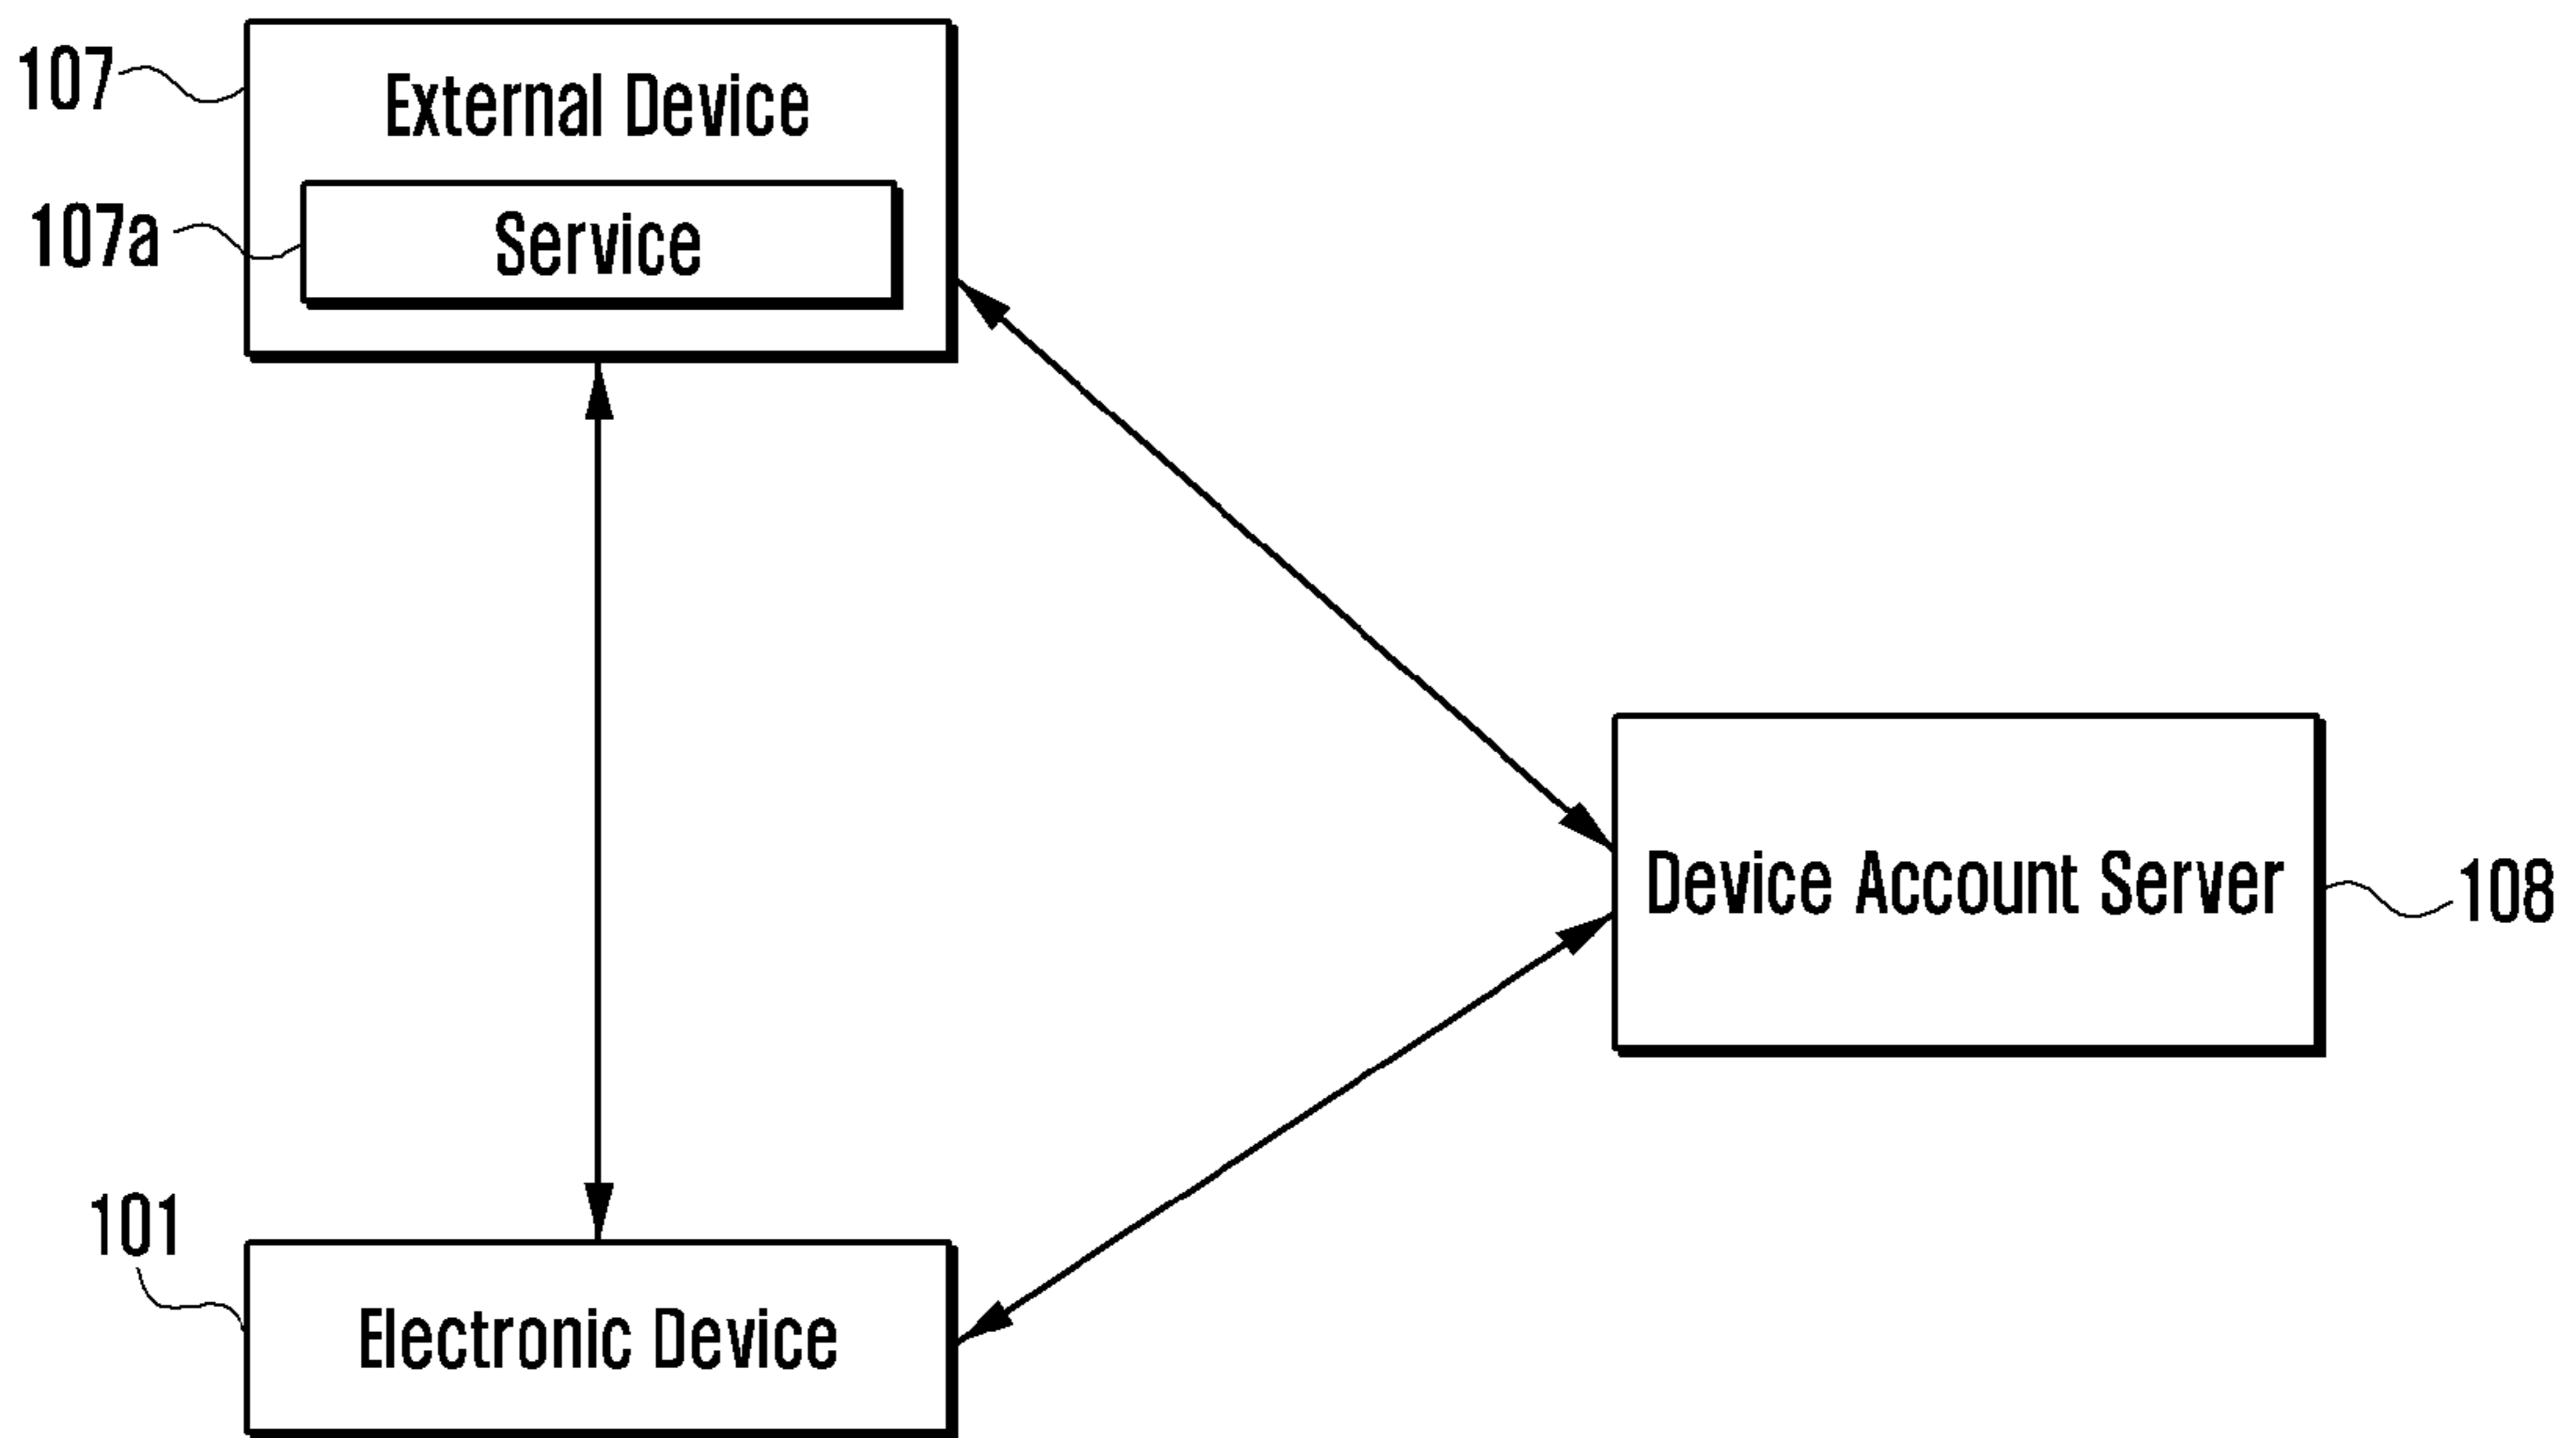 107
External Device
107a
Service
Device Account Server
108
101
Electronic Device